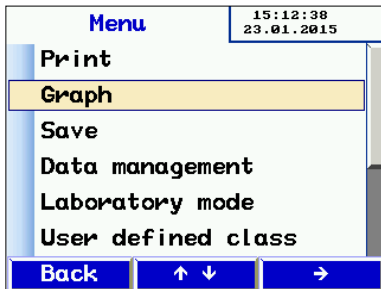 Menu
15:12:38
23.01.2015
Print
Graph
Save
Data management
Laboratory mode
User defined class
Back ↑ ↓ →